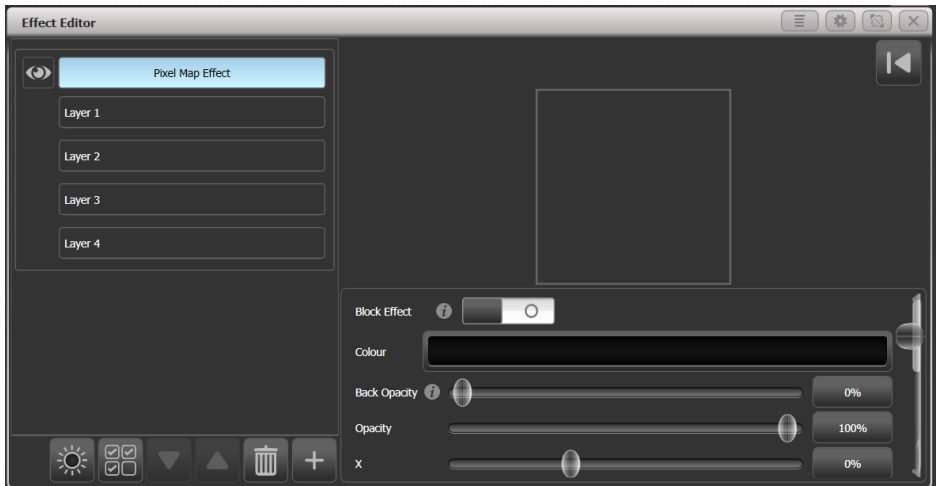 Effect Editor
Pixel Map Effect
Layer 1
Layer 2
Layer 3
Layer 4
Block Effect
Colour
Back Opacity 0%
Opacity 100%
X 0%